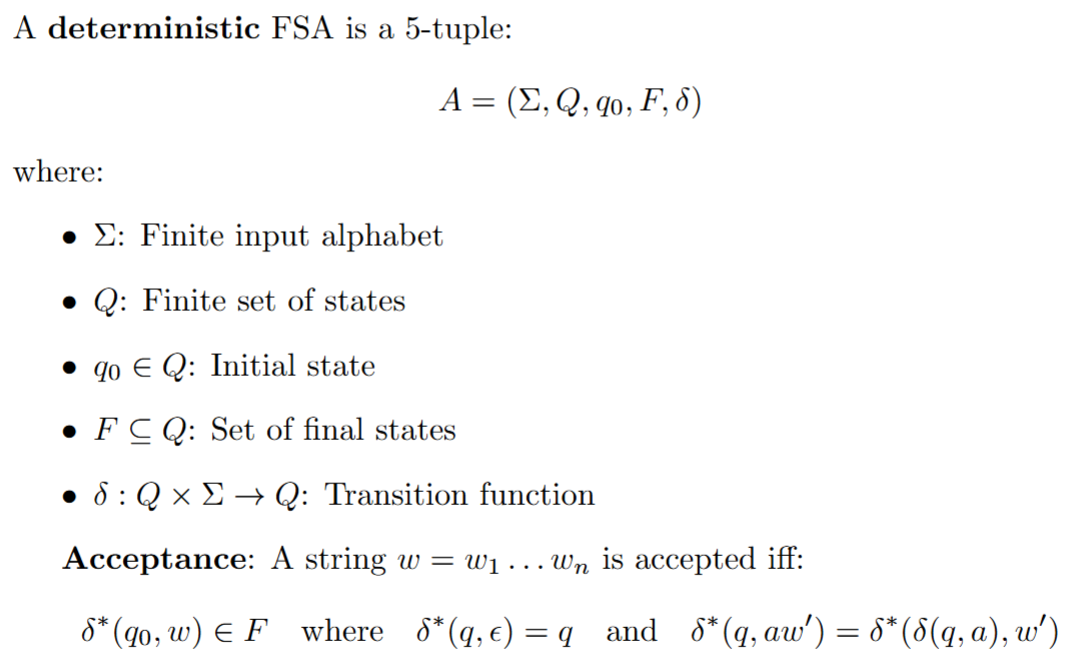 A deterministic FSA is a 5-tuple:
A = (Σ, Q, q₀, F, δ)
where:
• Σ: Finite input alphabet
• Q: Finite set of states
• q₀ ∈ Q: Initial state
• F ⊆ Q: Set of final states
• δ : Q × Σ → Q: Transition function
Acceptance: A string w = w₁ . . . wₙ is accepted iff:
δ*(q₀, w) ∈ F where δ*(q, ϵ) = q and δ*(q, aw′) = δ*(δ(q, a), w′)